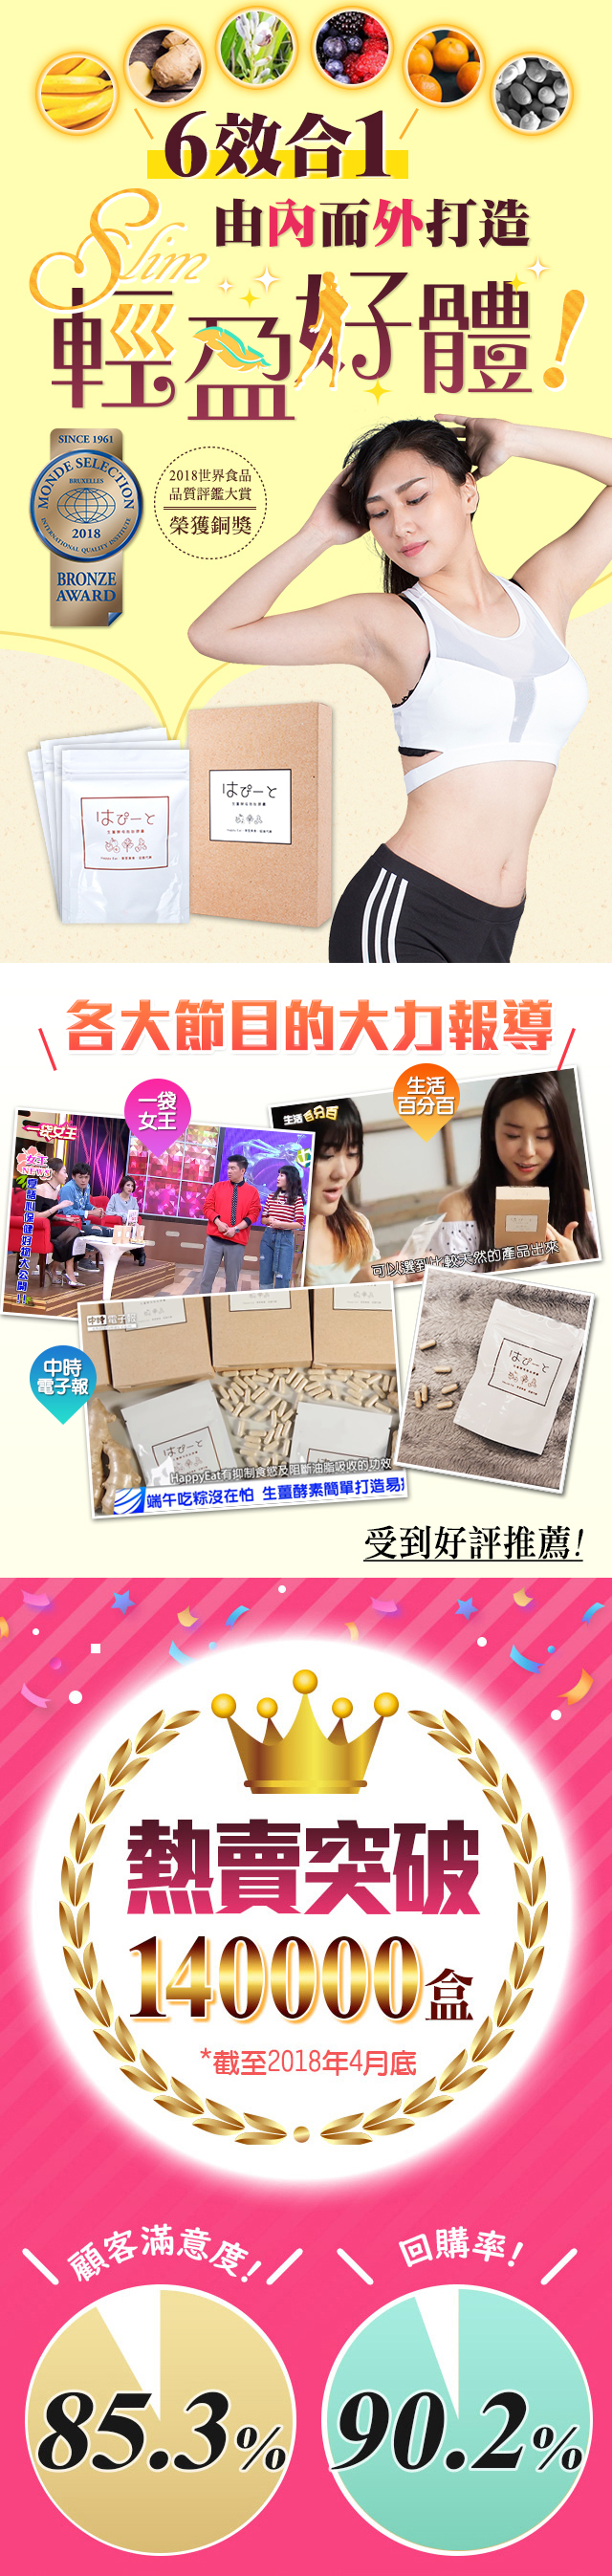 6效合1
由內而外打造
Slim
輕盈好體!
SINCE 1961
MONDE SELECTION
BRUXELLES
2018
INTERNATIONAL QUALITY INSTITUTE
BRONZE
AWARD
2018世界食品
品質評鑑大賞
榮獲銅獎
はぴーと
はぴーと
各大節目的大力報導
一袋
女王
生活
百分百
一袋女王
女王
NEWS
生活百分百
可以選到比較天然的產品出來
中時
電子報
中時電子報
はぴーと
はぴーと
HappyEat有抑制食慾及阻斷油脂吸收的功效
端午吃粽沒在怕 生薑酵素簡單打造易
受到好評推薦!
熱賣突破
140000盒
*截至2018年4月底
顧客滿意度!
回購率!
85.3%
90.2%